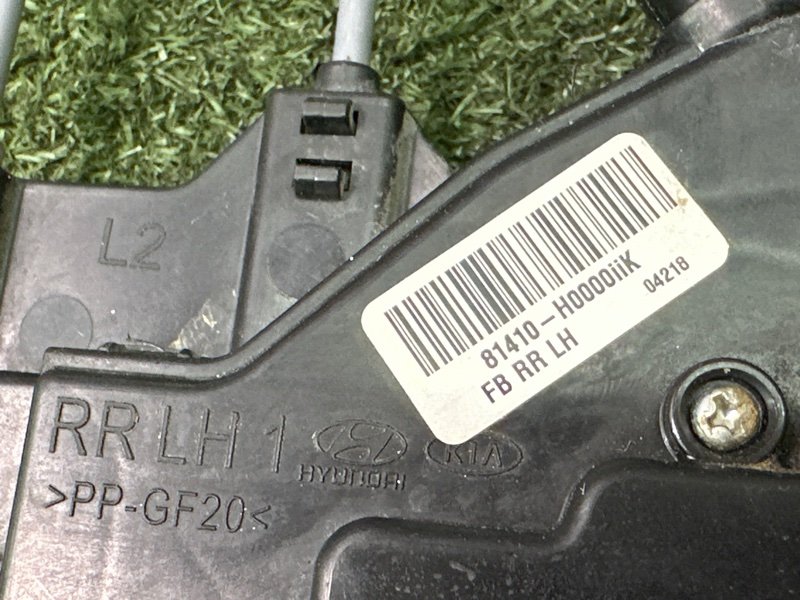 L2
81410-H0000iiK
04218
FB RR LH
RR LH 1
HYUNDAI
KIA
>PP-GF20<